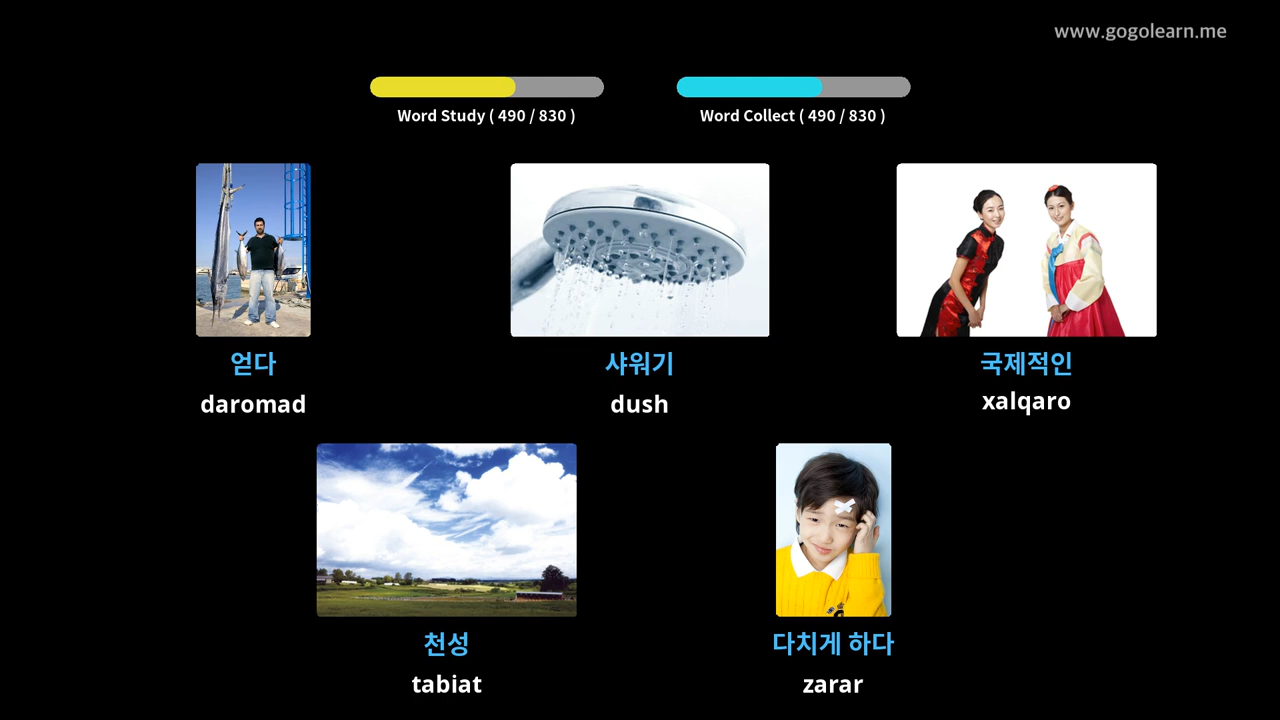 www.gogolearn.me
Word Study ( 490 / 830 )
Word Collect ( 490 / 830 )
얻다
daromad
샤워기
dush
국제적인
xalqaro
천성
tabiat
다치게 하다
zarar